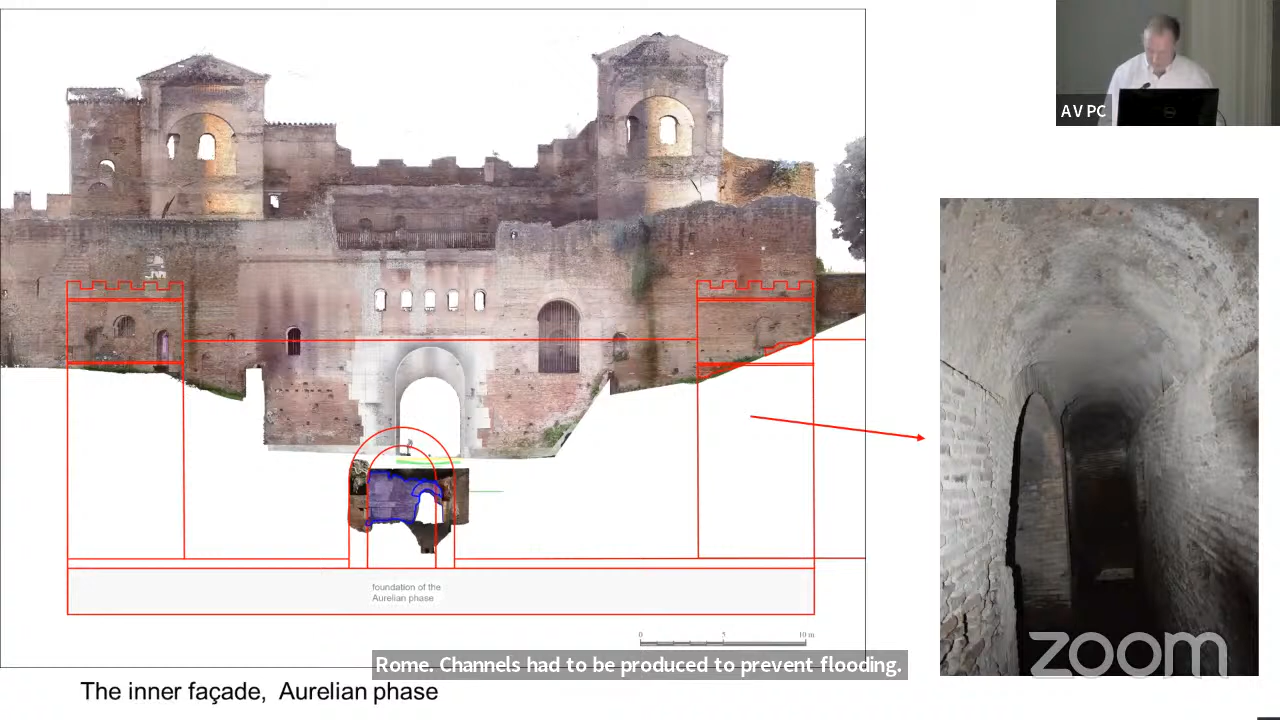 A V PC
foundation of the
Aurelian phase
0 5 10 m
Rome. Channels had to be produced to prevent flooding.
zoom
The inner façade, Aurelian phase